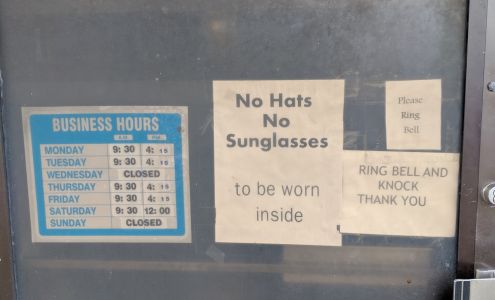 BUSINESS HOURS
AM PM
MONDAY 9:30 4:15
TUESDAY 9:30 4:15
WEDNESDAY CLOSED
THURSDAY 9:30 4:15
FRIDAY 9:30 4:15
SATURDAY 9:30 12:00
SUNDAY CLOSED
No Hats
No
Sunglasses
to be worn
inside
Please
Ring
Bell
RING BELL AND
KNOCK
THANK YOU